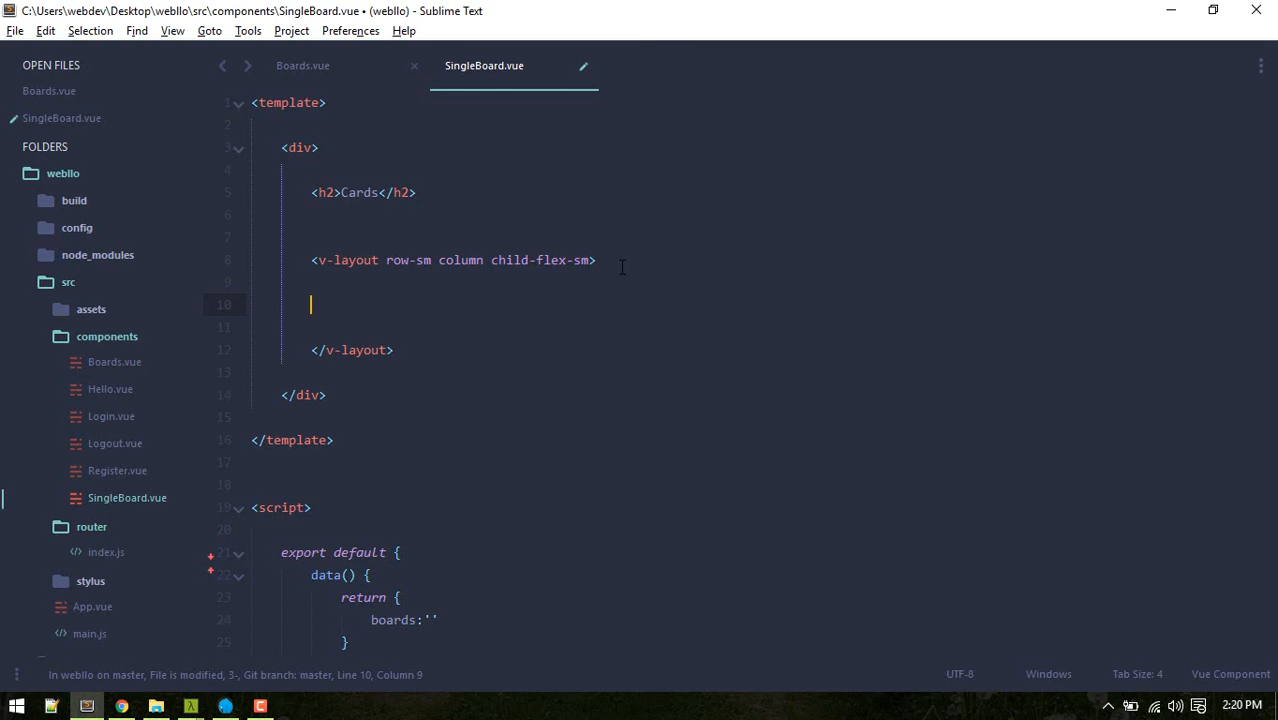 C:\Users\webdev\Desktop\webllo\src\components\SingleBoard.vue • (webllo) - Sublime Text
File Edit Selection Find View Goto Tools Project Preferences Help
OPEN FILES
Boards.vue
SingleBoard.vue
FOLDERS
webllo
build
config
node_modules
src
assets
components
Boards.vue
Hello.vue
Login.vue
Logout.vue
Register.vue
SingleBoard.vue
router
index.js
stylus
App.vue
main.js
Boards.vue SingleBoard.vue
1 <template>
2
3 <div>
4
5 <h2>Cards</h2>
6
7
8 <v-layout row-sm column child-flex-sm>
9
10
11
12 </v-layout>
13
14 </div>
15
16 </template>
17
18
19 <script>
20
21 export default {
22 data() {
23 return {
24 boards:''
25 }
In webllo on master, File is modified, 3-, Git branch: master, Line 10, Column 9 UTF-8 Windows Tab Size: 4 Vue Component
2:20 PM